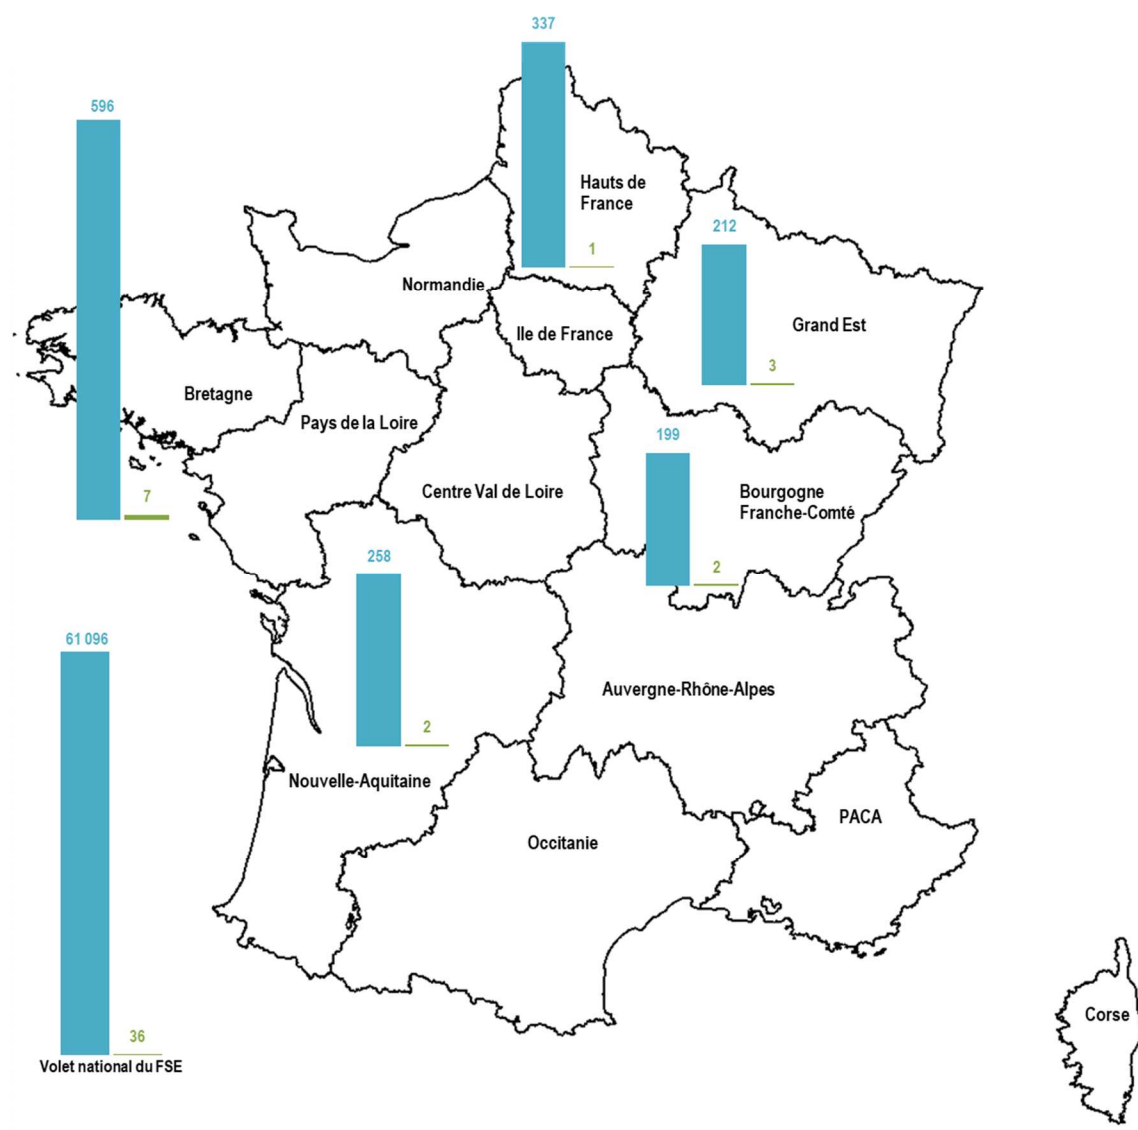 337
596
Hauts de
France
212
1
Normandie
Ile de France
Grand Est
3
Bretagne
Pays de la Loire
199
Centre Val de Loire
Bourgogne
Franche-Comté
7
258
2
61 096
Auvergne-Rhône-Alpes
2
Nouvelle-Aquitaine
PACA
Occitanie
Corse
36
Volet national du FSE